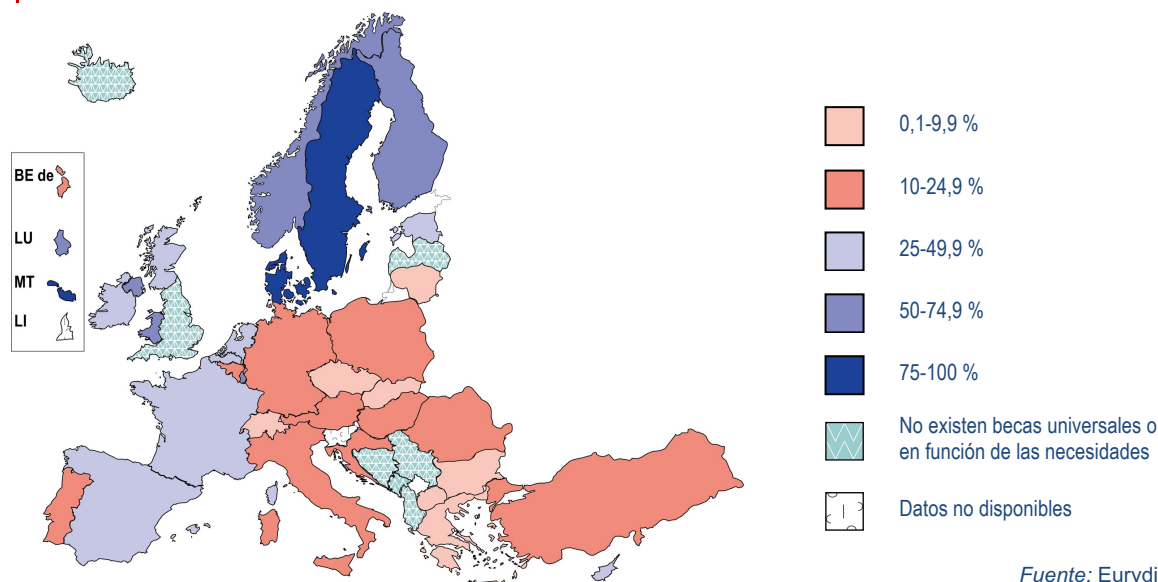 BE de
LU
MT
LI
0,1-9,9 %
10-24,9 %
25-49,9 %
50-74,9 %
75-100 %
No existen becas universales o
en función de las necesidades
Datos no disponibles
Fuente: Eurydi